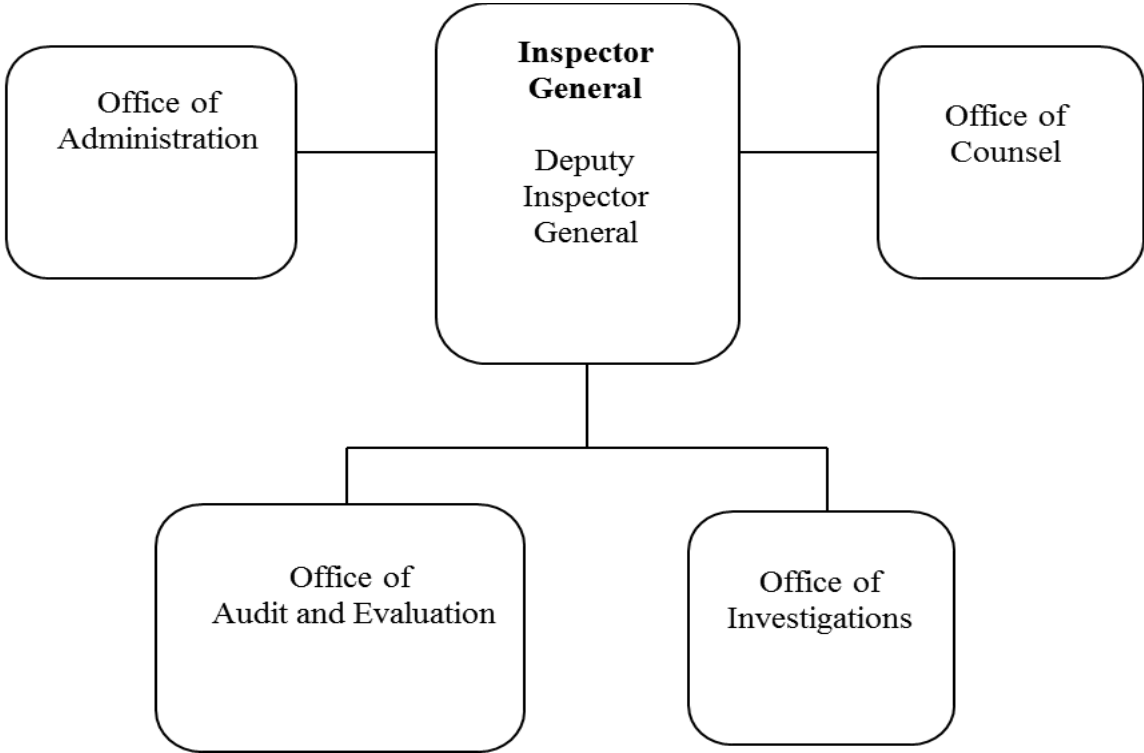 Office of
Administration
Inspector
General
Deputy
Inspector
General
Office of
Counsel
Office of
Audit and Evaluation
Office of
Investigations